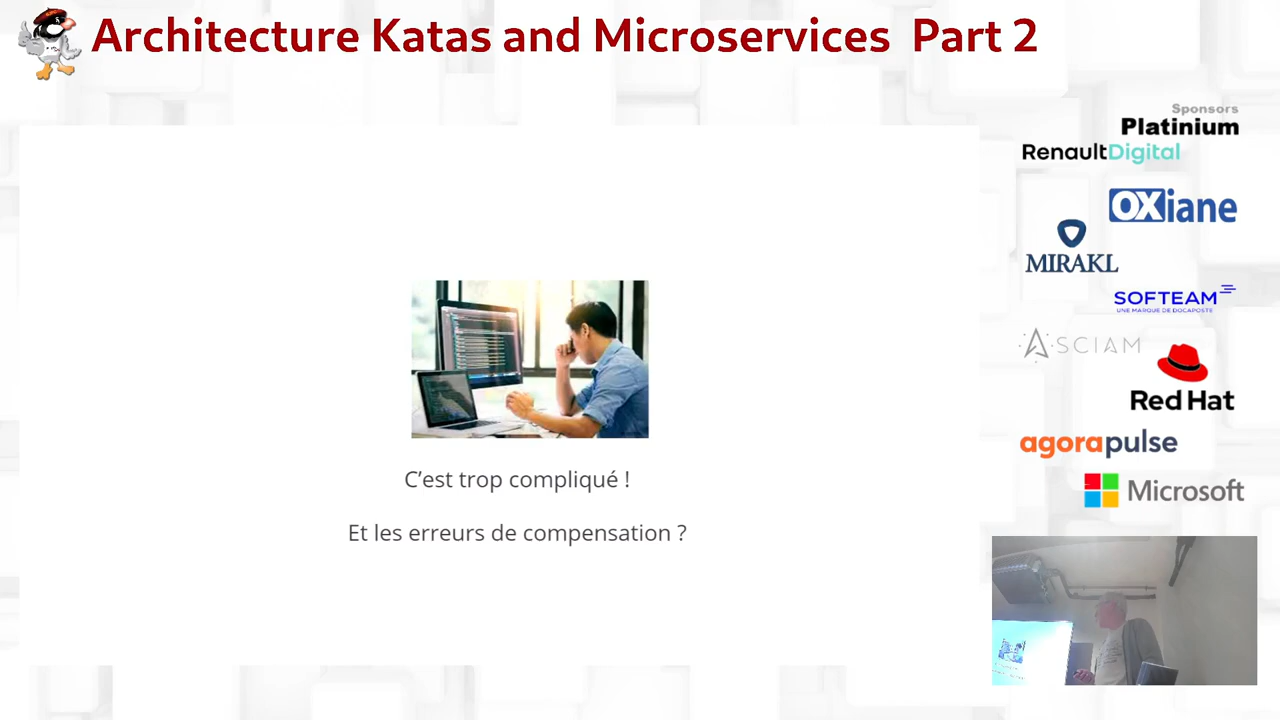 Architecture Katas and Microservices Part 2
Sponsors
Platinium
RenaultDigital
OXiane
MIRAKL
SOFTEAM
UNE MARQUE DE DOCAPOSTE
ASCIAM
Red Hat
agorapulse
Microsoft
C'est trop compliqué !
Et les erreurs de compensation ?